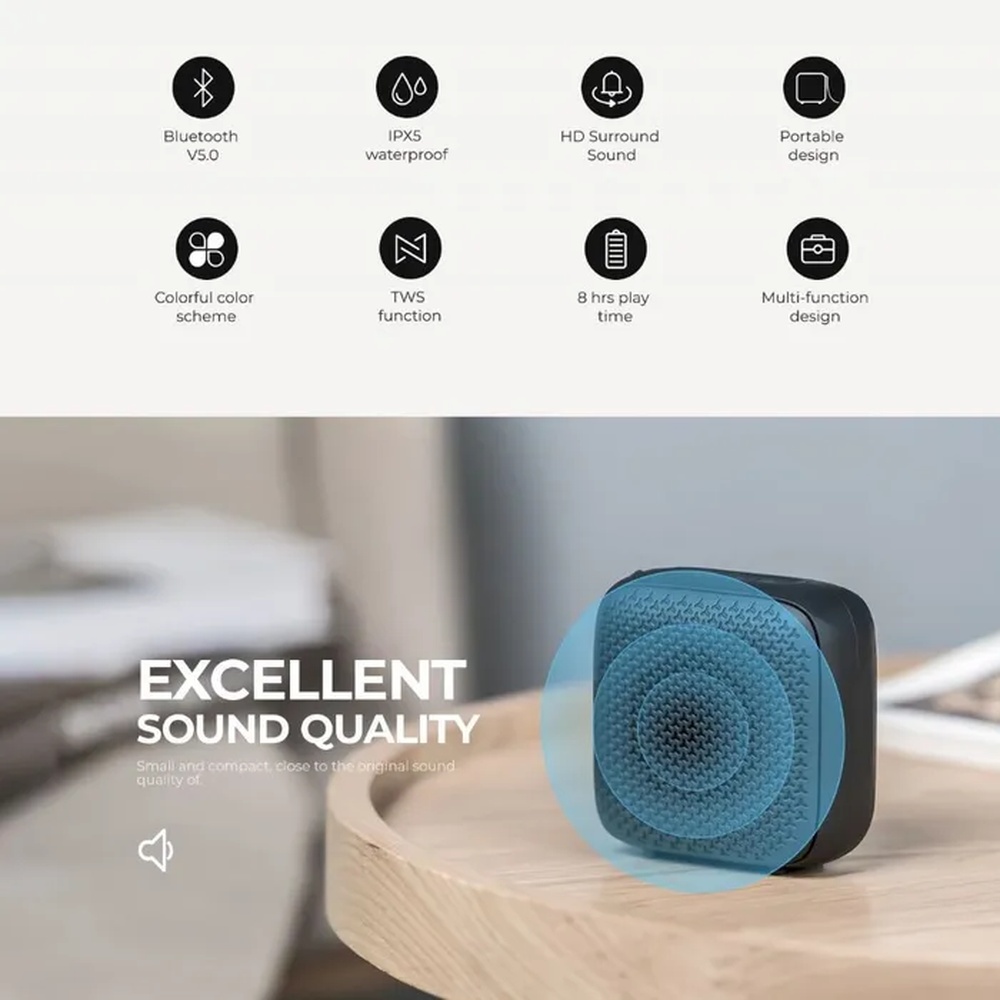 Bluetooth
V5.0
IPX5
waterproof
HD Surround
Sound
Portable
design
Colorful color
scheme
TWS
function
8 hrs play
time
Multi-function
design
EXCELLENT
SOUND QUALITY
Small and compact, close to the original sound
quality of.